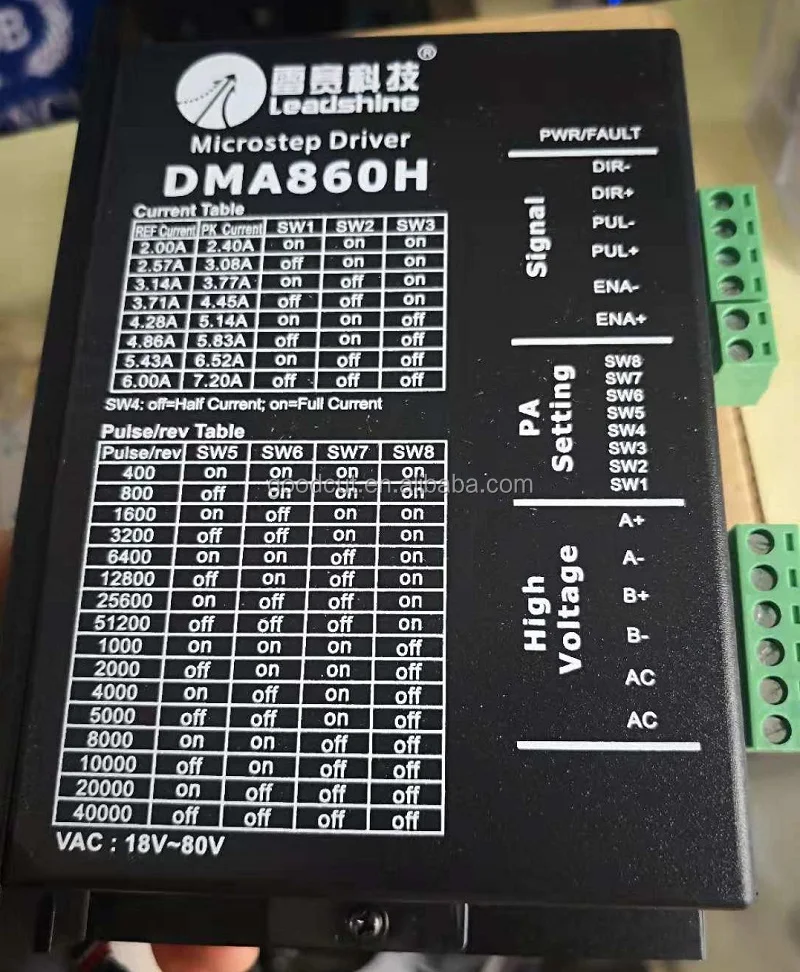 雷赛科技®
Leadshine
Microstep Driver
DMA860H
Current Table
REF Current PK Current SW1 SW2 SW3
2.00A 2.40A on on on
2.57A 3.08A off on on
3.14A 3.77A on off on
3.71A 4.45A off off on
4.28A 5.14A on on off
4.86A 5.83A off on off
5.43A 6.52A on off off
6.00A 7.20A off off off
SW4: off=Half Current; on=Full Current
Pulse/rev Table
Pulse/rev SW5 SW6 SW7 SW8
400 on on on on
800 off on on on
1600 on off on on
3200 off off on on
6400 on on off on
12800 off on off on
25600 on off off on
51200 off off off on
1000 on on on off
2000 off on on off
4000 on off on off
5000 off off on off
8000 on on off off
10000 off on off off
20000 on off off off
40000 off off off off
VAC : 18V~80V
PWR/FAULT
Signal
DIR-
DIR+
PUL-
PUL+
ENA-
ENA+
PA
Setting
SW8
SW7
SW6
SW5
SW4
SW3
SW2
SW1
High
Voltage
A+
A-
B+
B-
AC
AC
goodcut.en.alibaba.com